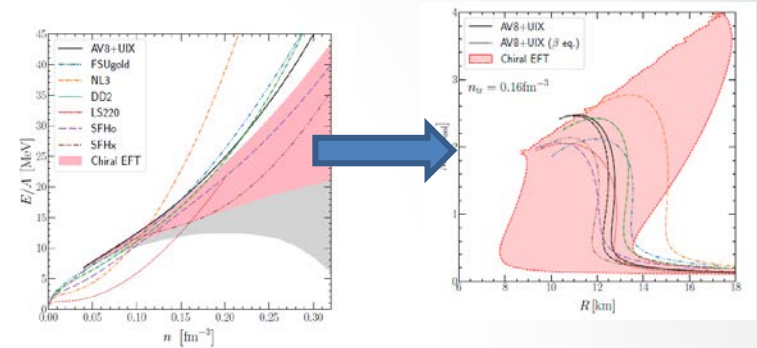 AV8+UIX
FSUgold
NL3
DD2
LS220
SFHo
SFHx
Chiral EFT
E/A [MeV]
45
40
35
30
25
20
15
10
5
0
0.00 0.05 0.10 0.15 0.20 0.25 0.30
n [fm⁻³]
AV8+UIX
AV8+UIX (β eq.)
Chiral EFT
n_tr = 0.16fm⁻³
4
3
2
1
0
6 8 10 12 14 16 18
R [km]